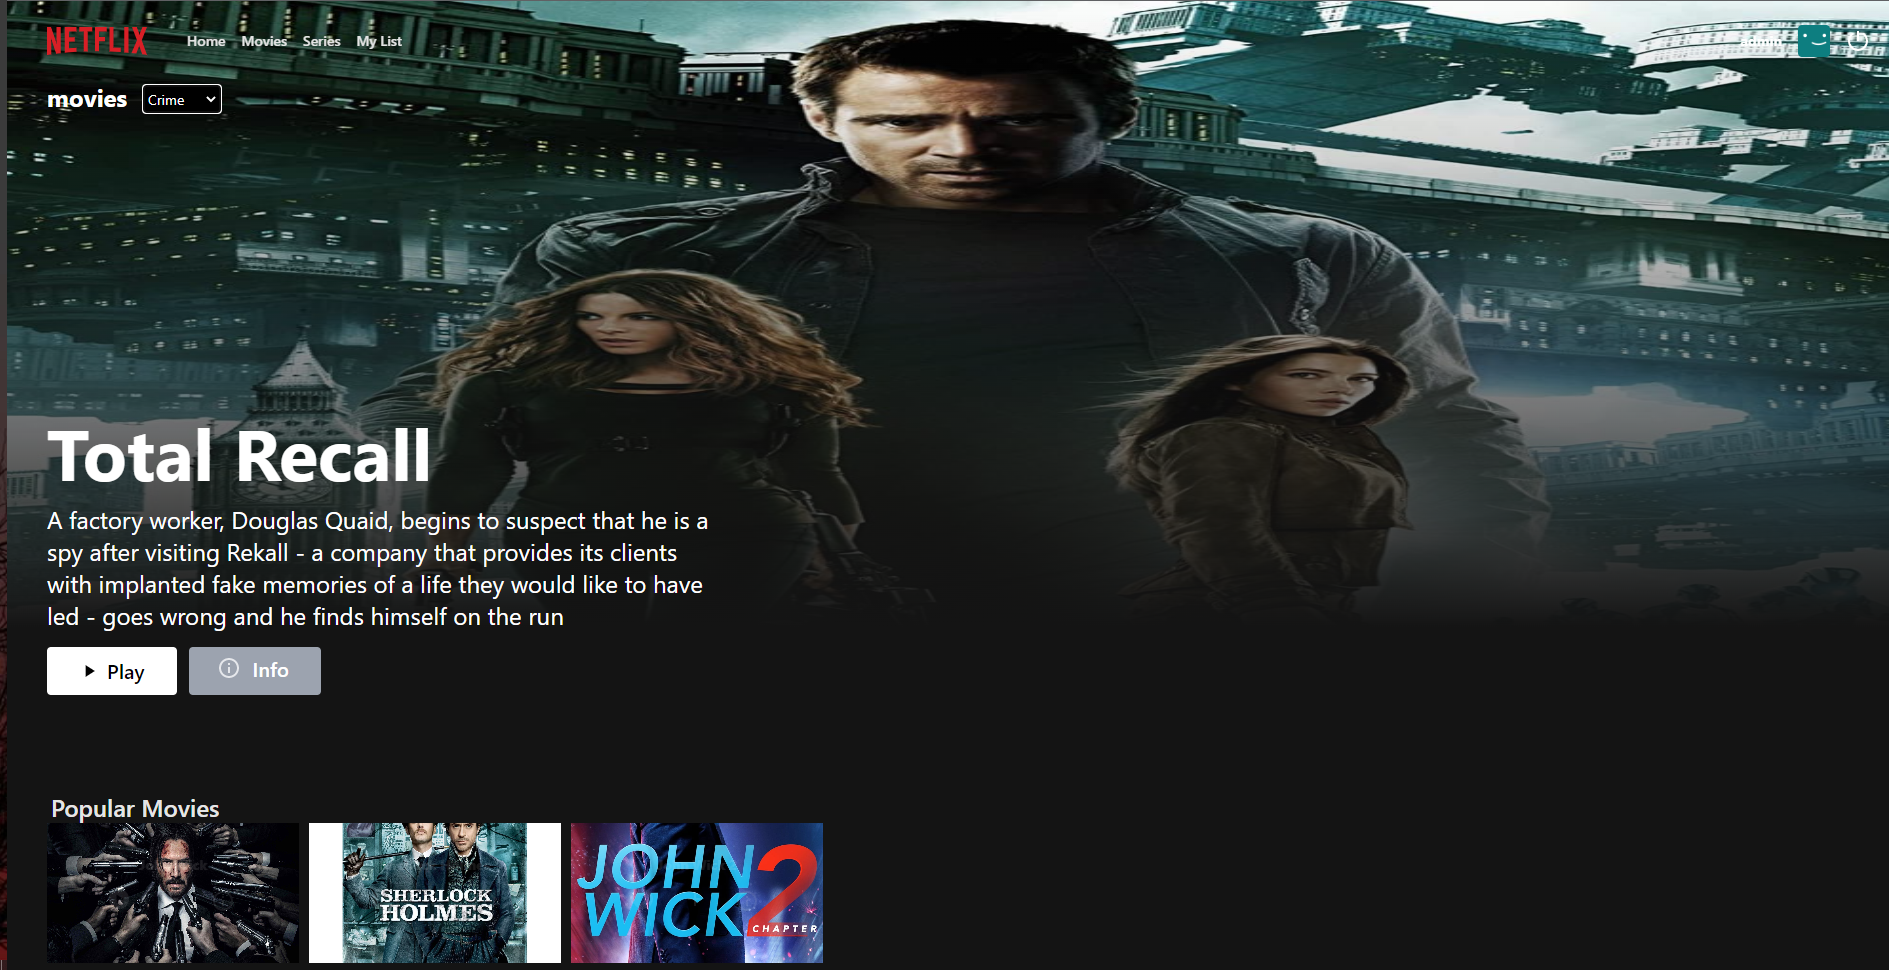 NETFLIX Home Movies Series My List
movies Crime
Total Recall
A factory worker, Douglas Quaid, begins to suspect that he is a
spy after visiting Rekall - a company that provides its clients
with implanted fake memories of a life they would like to have
led - goes wrong and he finds himself on the run
Play Info
Popular Movies
SHERLOCK
HOLMES
JOHN
WICK 2
CHAPTER